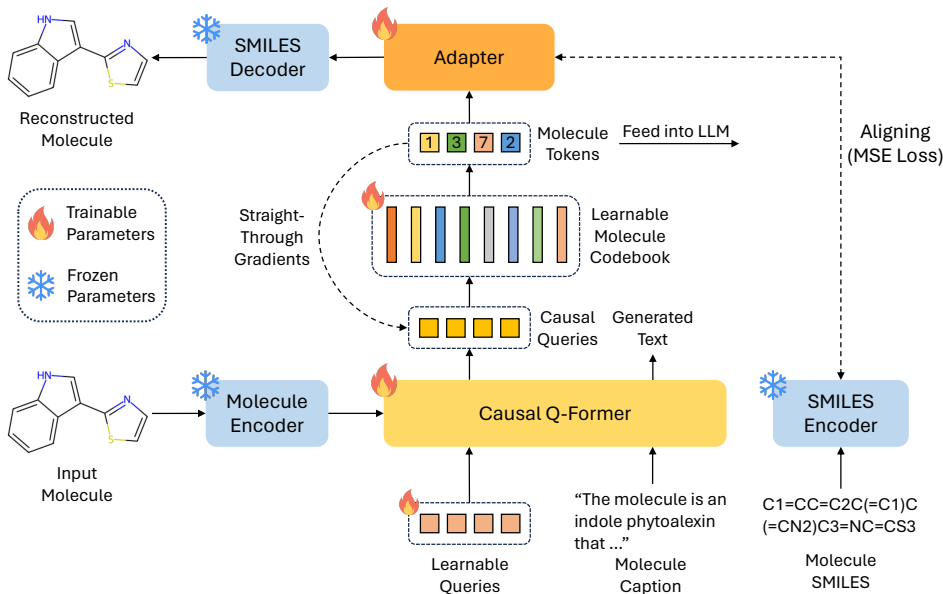 HN
N
S
Reconstructed
Molecule
SMILES
Decoder
Adapter
1 3 7 2
Molecule
Tokens
Feed into LLM
Aligning
(MSE Loss)
Trainable
Parameters
Frozen
Parameters
Straight-
Through
Gradients
Learnable
Molecule
Codebook
Causal
Queries
Generated
Text
HN
N
S
Input
Molecule
Molecule
Encoder
Causal Q-Former
SMILES
Encoder
Learnable
Queries
“The molecule is an
indole phytoalexin
that ...”
Molecule
Caption
C1=CC=C2C(=C1)C
(=CN2)C3=NC=CS3
Molecule
SMILES